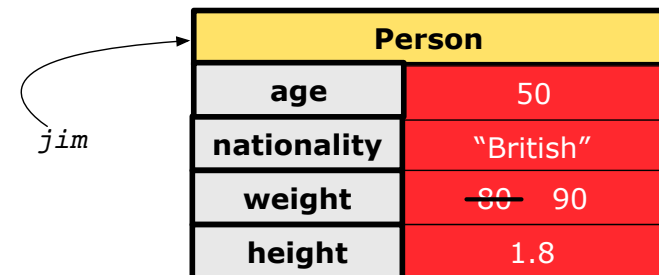 Person
age 50
jim
nationality “British”
weight 80 90
height 1.8